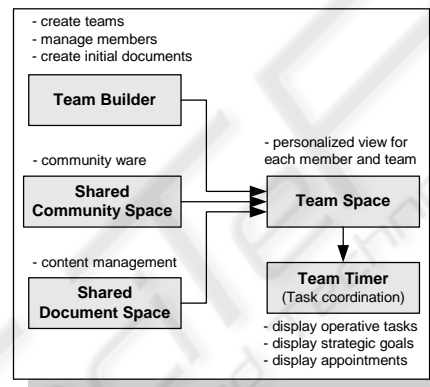 - create teams
- manage members
- create initial documents
Team Builder
- community ware
Shared
Community Space
- content management
Shared
Document Space
- personalized view for
each member and team
Team Space
Team Timer
(Task coordination)
- display operative tasks
- display strategic goals
- display appointments